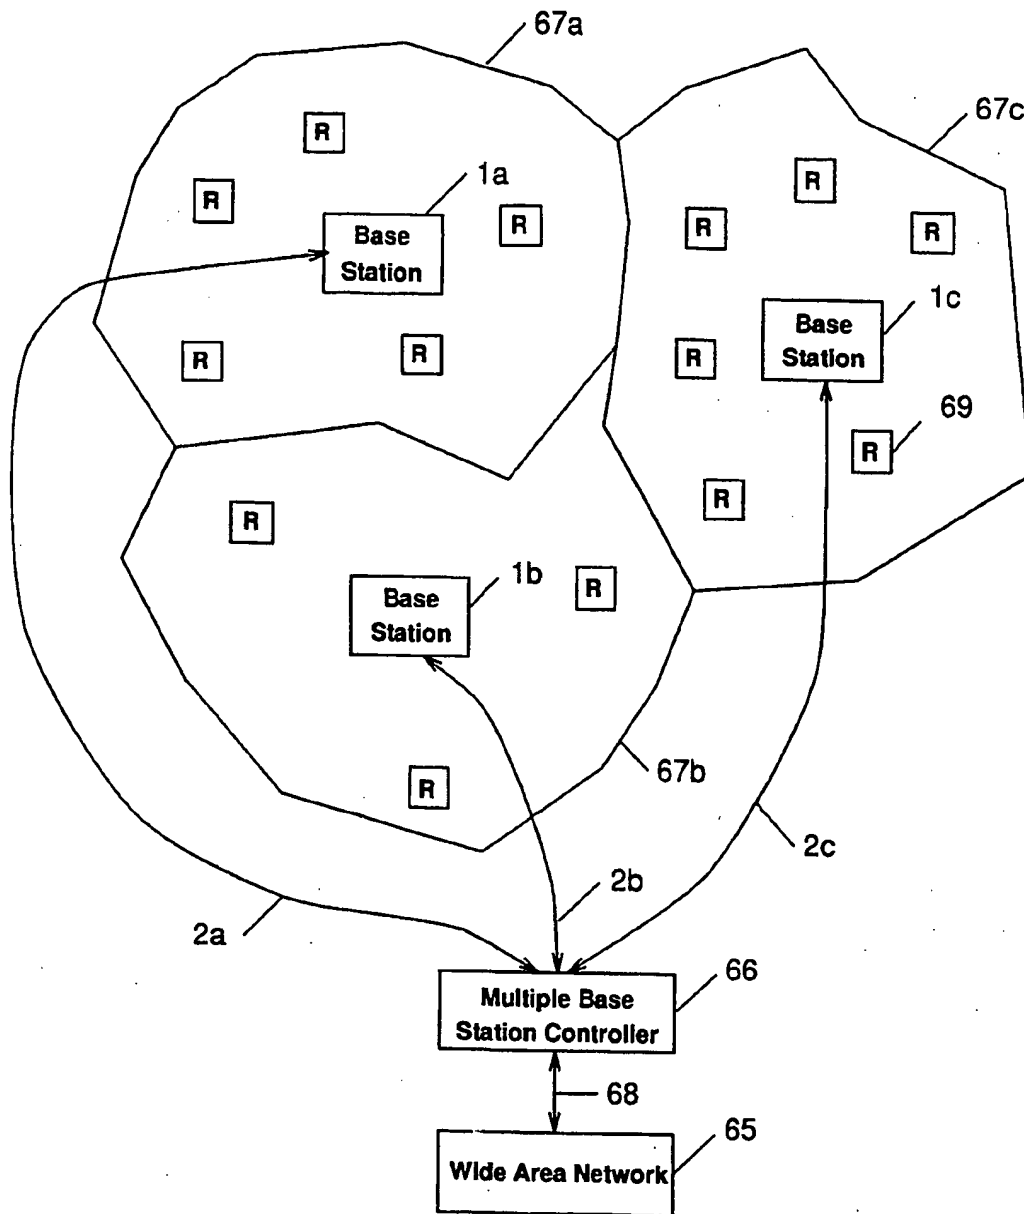 67a
67c
R
1a
R
R
R
R
R
Base
Station
1c
Base
Station
R
R
R
69
R
R
R
1b
R
Base
Station
67b
R
2c
2b
2a
66
Multiple Base
Station Controller
68
65
Wide Area Network